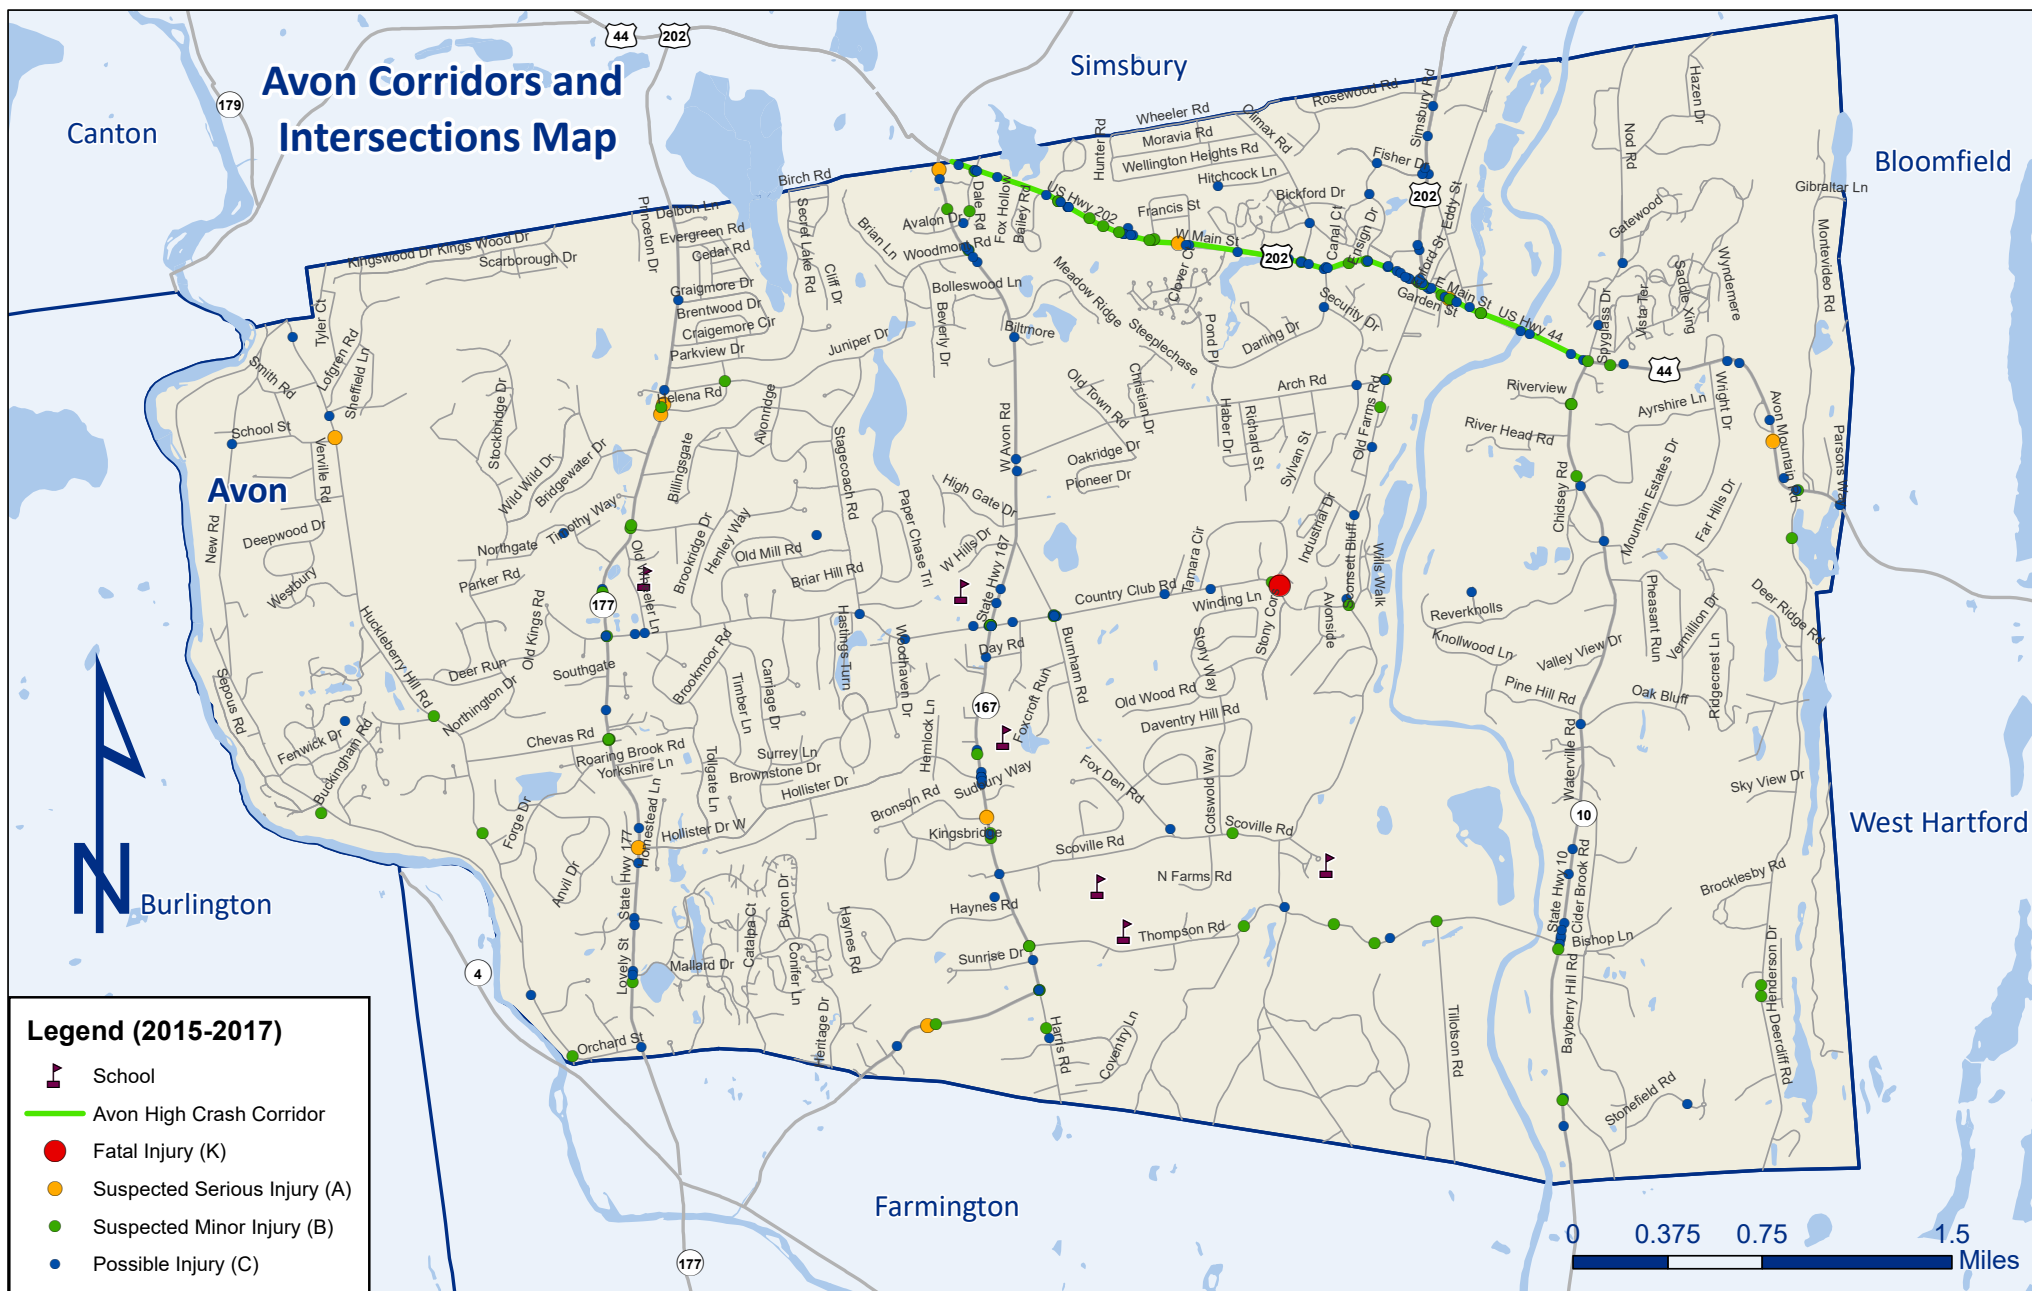 44
202
Simsbury
Avon Corridors and
Intersections Map
179
Canton
Bloomfield
Rosewood Rd
Simsbury Rd
Hazen Dr
Wheeler Rd
Climax Rd
Moravia Rd
Hunter Rd
Wellington Heights Rd
Hitchcock Ln
Fisher Dr
Nod Rd
Birch Rd
Bickford Dr
202
Eddy St
Gibraltar Ln
Princeton Dr
Delbon Ln
Secret Lake Rd
Dale Rd
Fox Hollow
Bailey Rd
US Hwy 202
Francis St
Canal Ct
Ensign Dr
Gatewood
Montevideo Rd
Avalon Dr
Brian Ln
Evergreen Rd
Kingswood Dr
Kings Wood Dr
Cedar Rd
Woodmont Rd
W Main St
202
Scarborough Dr
Cliff Dr
Meadow Ridge
Clover Ct
Wyndemere
Saddle Xing
Graigmore Dr
Bolleswood Ln
E Main St
Garden St
Vista Ter
Brentwood Dr
Security Dr
US Hwy 44
Spyglass Dr
Tyler Ct
Craigemore Cir
Juniper Dr
Beverly Dr
Biltmore
Steeplechase
Pond Pl
Darling Dr
Parkview Dr
Lofgren Rd
Sheffield Ln
Smith Rd
Helena Rd
Avonridge
Old Town Rd
Christian Dr
Arch Rd
Old Farms Rd
44
Riverview
Wright Dr
Ayrshire Ln
Avon Mountain Rd
Stockbridge Dr
School St
Verville Rd
Haber Dr
Richard St
Sylvan St
River Head Rd
Parsons Way
W Avon Rd
Oakridge Dr
Pioneer Dr
Stagecoach Rd
Billingsgate
Bridgewater Dr
Wild Wild Dr
Avon
High Gate Dr
Paper Chase Trl
Chidsey Rd
Mountain Estates Dr
Far Hills Dr
New Rd
Deepwood Dr
Timothy Way
Northgate
Brookridge Dr
Henley Way
Old Mill Rd
W Hills Dr
State Hwy 167
Industrial Dr
Seconsett Bluff
Wills Walk
Parker Rd
Old Wheeler Ln
Briar Hill Rd
Tamara Cir
Country Club Rd
Westbury
177
Winding Ln
Old Kings Rd
Huckleberry Hill Rd
Hastings Turn
Woodhaven Dr
Stony Cors
Avonside
Reverknolls
Pheasant Run
Vermillion Dr
Deer Ridge Rd
Day Rd
Burnham Rd
Stony Way
Knollwood Ln
Valley View Dr
Ridgecrest Ln
Deer Run
Southgate
Brookmoor Rd
Timber Ln
Carriage Dr
Foxcroft Run
Sepous Rd
Northington Dr
167
Old Wood Rd
Pine Hill Rd
Oak Bluff
Daventry Hill Rd
Hemlock Ln
Fenwick Dr
Buckingham Rd
Chevas Rd
Roaring Brook Rd
Yorkshire Ln
Tollgate Ln
Surrey Ln
Brownstone Dr
Hollister Dr
Sudbury Way
Fox Den Rd
Cotswold Way
Waterville Rd
Sky View Dr
Bronson Rd
Forge Dr
Homestead Ln
Hollister Dr W
Kingsbridge
Scoville Rd
Scoville Rd
10
West Hartford
State Hwy 177
Anvil Dr
N Farms Rd
State Hwy 10
Cider Brook Rd
Brocklesby Rd
N
Burlington
Haynes Rd
Byron Dr
Catalpa Ct
Haynes Rd
Thompson Rd
Bishop Ln
Lovely St
Mallard Dr
Conifer Ln
Sunrise Dr
4
Bayberry Hill Rd
Henderson Dr
Heritage Dr
Orchard St
Harris Rd
Coventry Ln
Tillotson Rd
Deercliff Rd
Stonefield Rd
Legend (2015-2017)
School
Avon High Crash Corridor
Fatal Injury (K)
Suspected Serious Injury (A)
Suspected Minor Injury (B)
Possible Injury (C)
Farmington
177
0 0.375 0.75 1.5
Miles